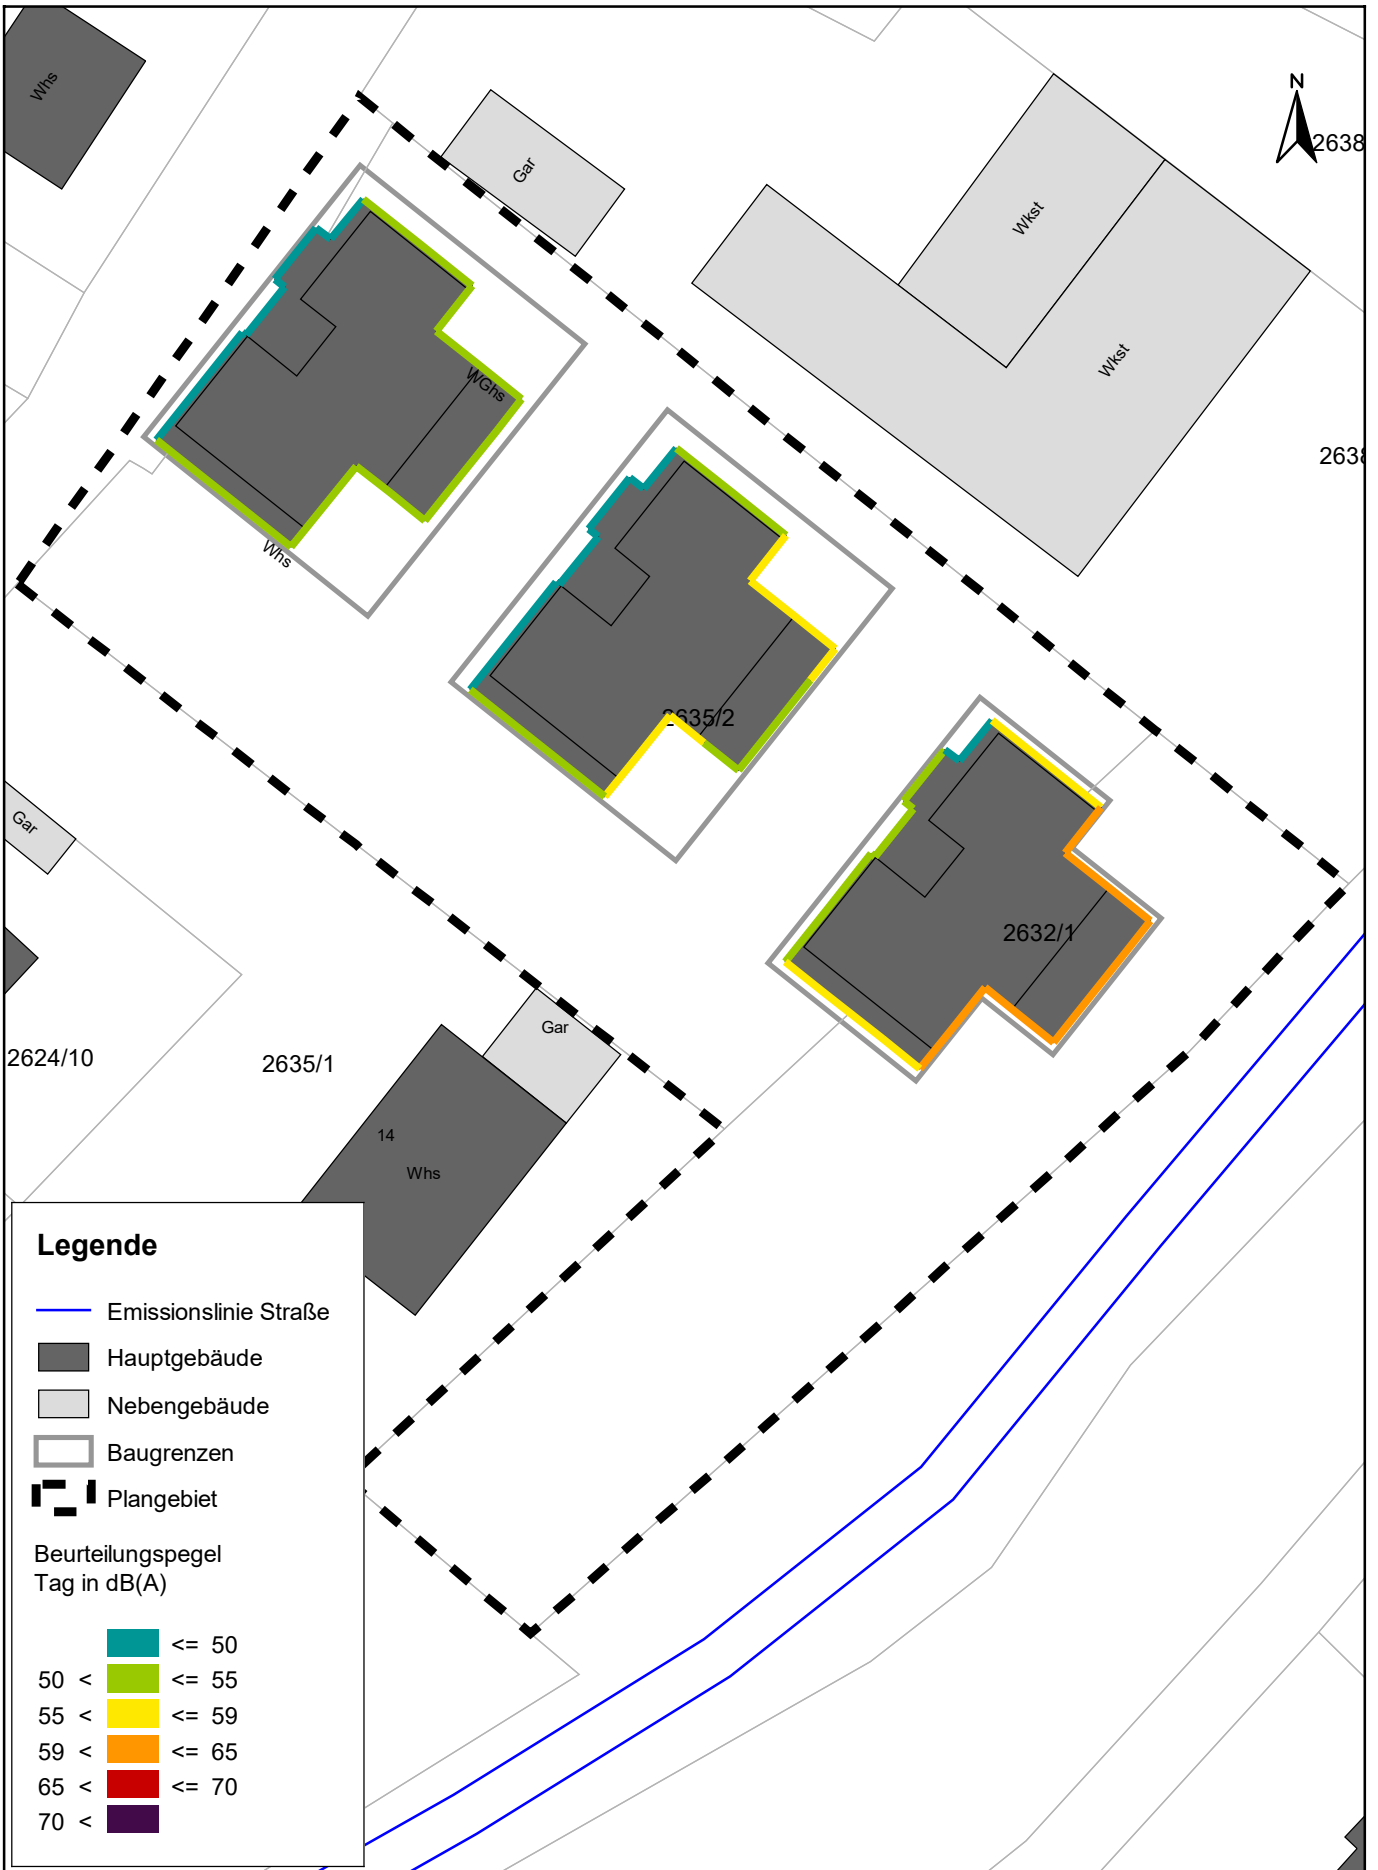 Whs
N
2638
Gar
Wkst
Wkst
WGhs
Whs
2638
2635/2
Gar
2632/1
Gar
2624/10
2635/1
14
Whs
Legende
Emissionslinie Straße
Hauptgebäude
Nebengebäude
Baugrenzen
Plangebiet
Beurteilungspegel
Tag in dB(A)
<= 50
50 < <= 55
55 < <= 59
59 < <= 65
65 < <= 70
70 <